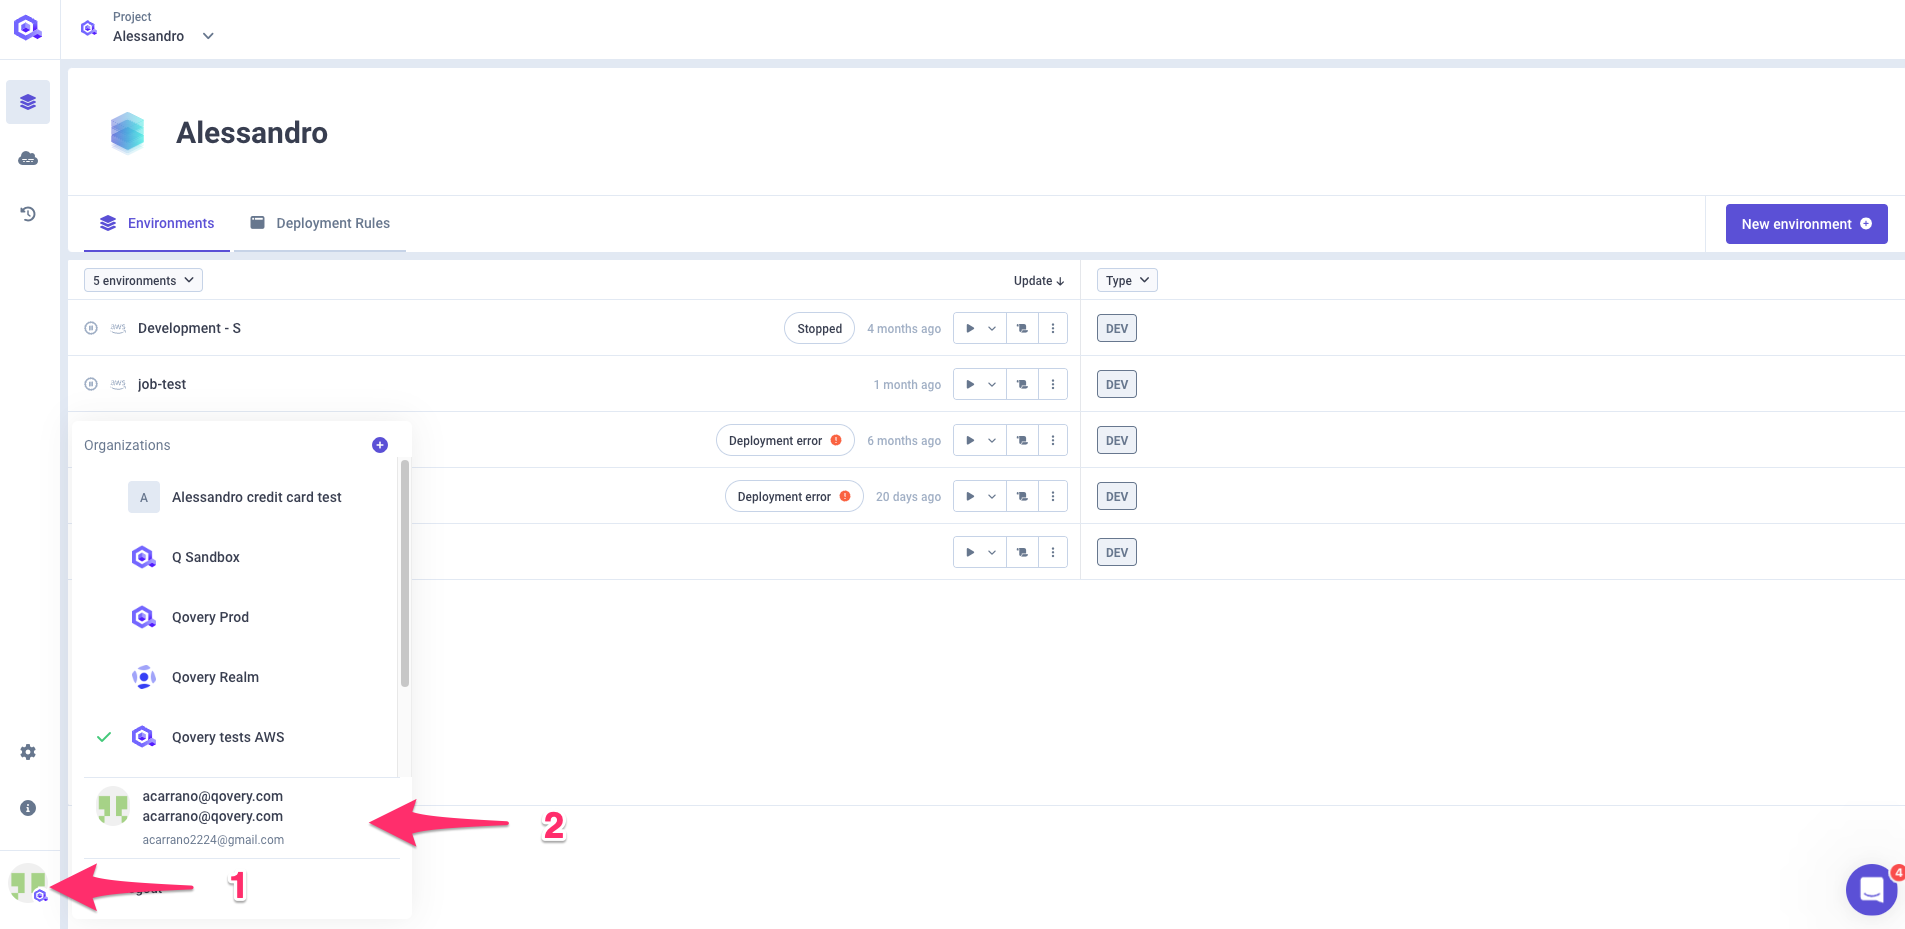 Project
Alessandro
Alessandro
Environments
Deployment Rules
New environment
5 environments
Update
Type
aws
Development - S
Stopped
4 months ago
DEV
aws
job-test
1 month ago
DEV
Deployment error
6 months ago
DEV
Deployment error
20 days ago
DEV
DEV
Organizations
A
Alessandro credit card test
Q Sandbox
Qovery Prod
Qovery Realm
Qovery tests AWS
acarrano@qovery.com
acarrano@qovery.com
acarrano2224@gmail.com
2
1
4